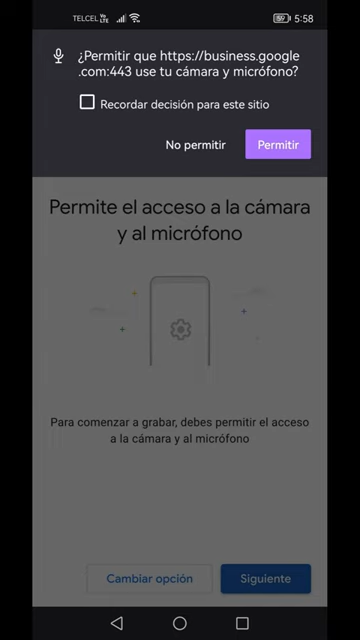 TELCEL Vo LTE 5:58
¿Permitir que https://business.google
.com:443 use tu cámara y micrófono?
Recordar decisión para este sitio
No permitir Permitir
Permite el acceso a la cámara
y al micrófono
Para comenzar a grabar, debes permitir el acceso
a la cámara y al micrófono
Cambiar opción Siguiente